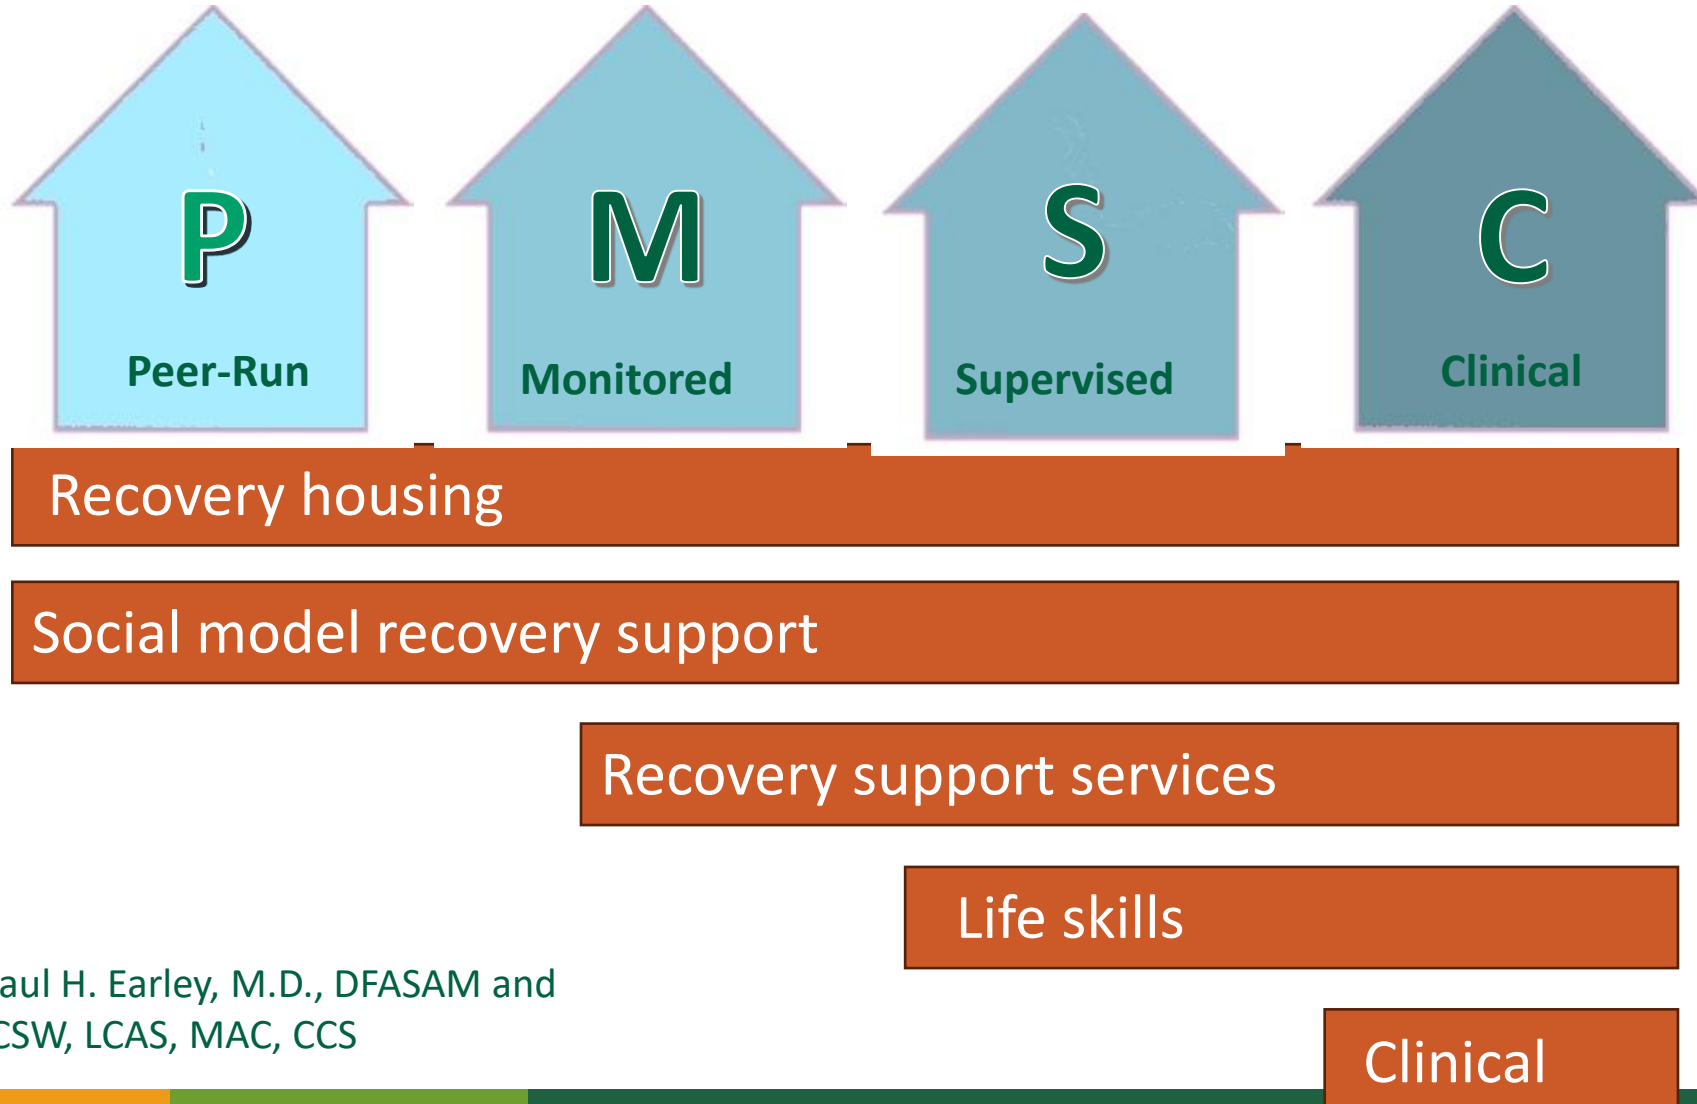 P
M
S
C
Peer-Run
Monitored
Supervised
Clinical
Recovery housing
Social model recovery support
Recovery support services
Life skills
aul H. Earley, M.D., DFASAM and
CSW, LCAS, MAC, CCS
Clinical